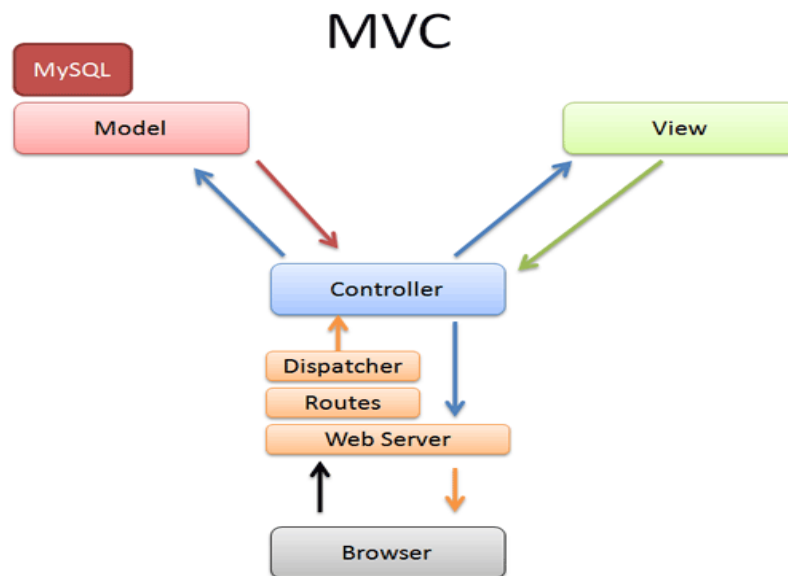 MVC
MySQL
Model
View
Controller
Dispatcher
Routes
Web Server
Browser